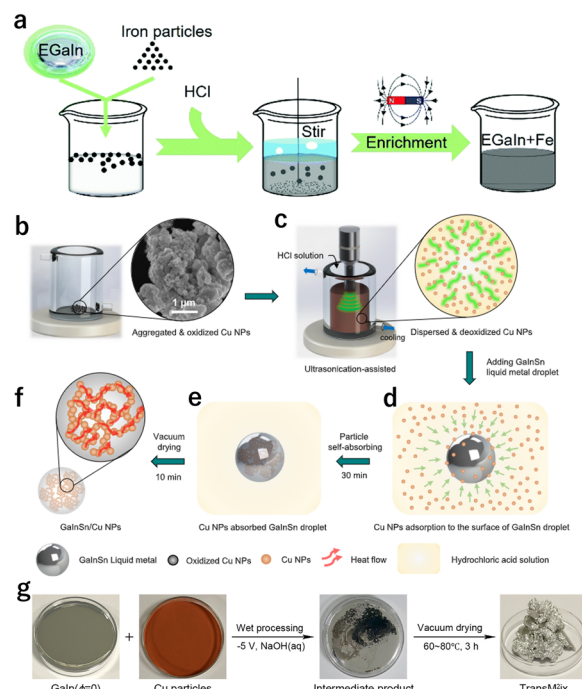 a
EGaIn
Iron particles
HCl
Stir
N S
Enrichment
EGaIn+Fe
b
1 μm
Aggregated & oxidized Cu NPs
c
HCl solution
cooling
Ultrasonication-assisted
Dispersed & deoxidized Cu NPs
Adding GaInSn
liquid metal droplet
f
Vacuum
drying
10 min
GaInSn/Cu NPs
e
Particle
self-absorbing
30 min
Cu NPs absorbed GaInSn droplet
d
Cu NPs adsorption to the surface of GaInSn droplet
GaInSn Liquid metal
Oxidized Cu NPs
Cu NPs
Heat flow
Hydrochloric acid solution
g
+
Wet processing
-5 V, NaOH(aq)
Vacuum drying
60~80℃, 3 h
GaIn(ϕ=0)
Cu particles
Intermediate product
TransM²ix